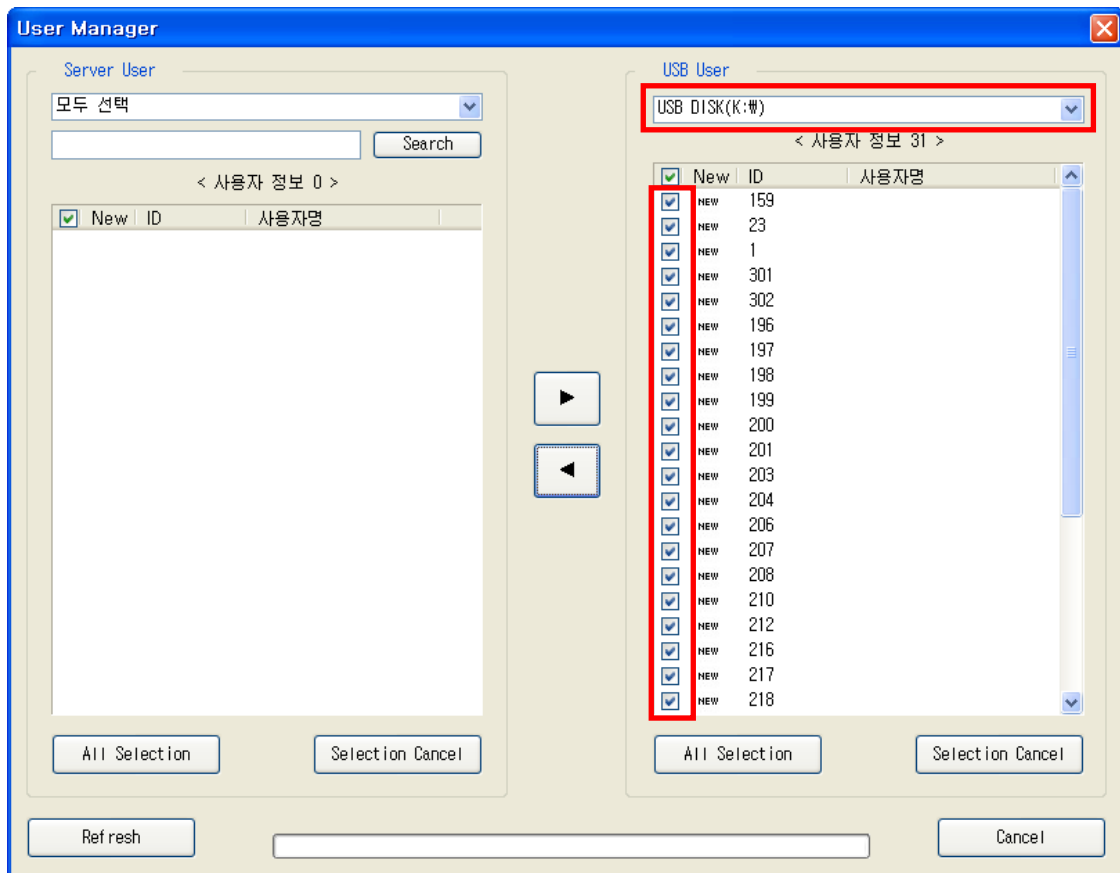 User Manager
Server User
모두 선택
Search
< 사용자 정보 0 >
New ID 사용자명
All Selection
Selection Cancel
USB User
USB DISK(K:₩)
< 사용자 정보 31 >
New ID 사용자명
NEW 159
NEW 23
NEW 1
NEW 301
NEW 302
NEW 196
NEW 197
NEW 198
NEW 199
NEW 200
NEW 201
NEW 203
NEW 204
NEW 206
NEW 207
NEW 208
NEW 210
NEW 212
NEW 216
NEW 217
NEW 218
All Selection
Selection Cancel
Refresh
Cancel